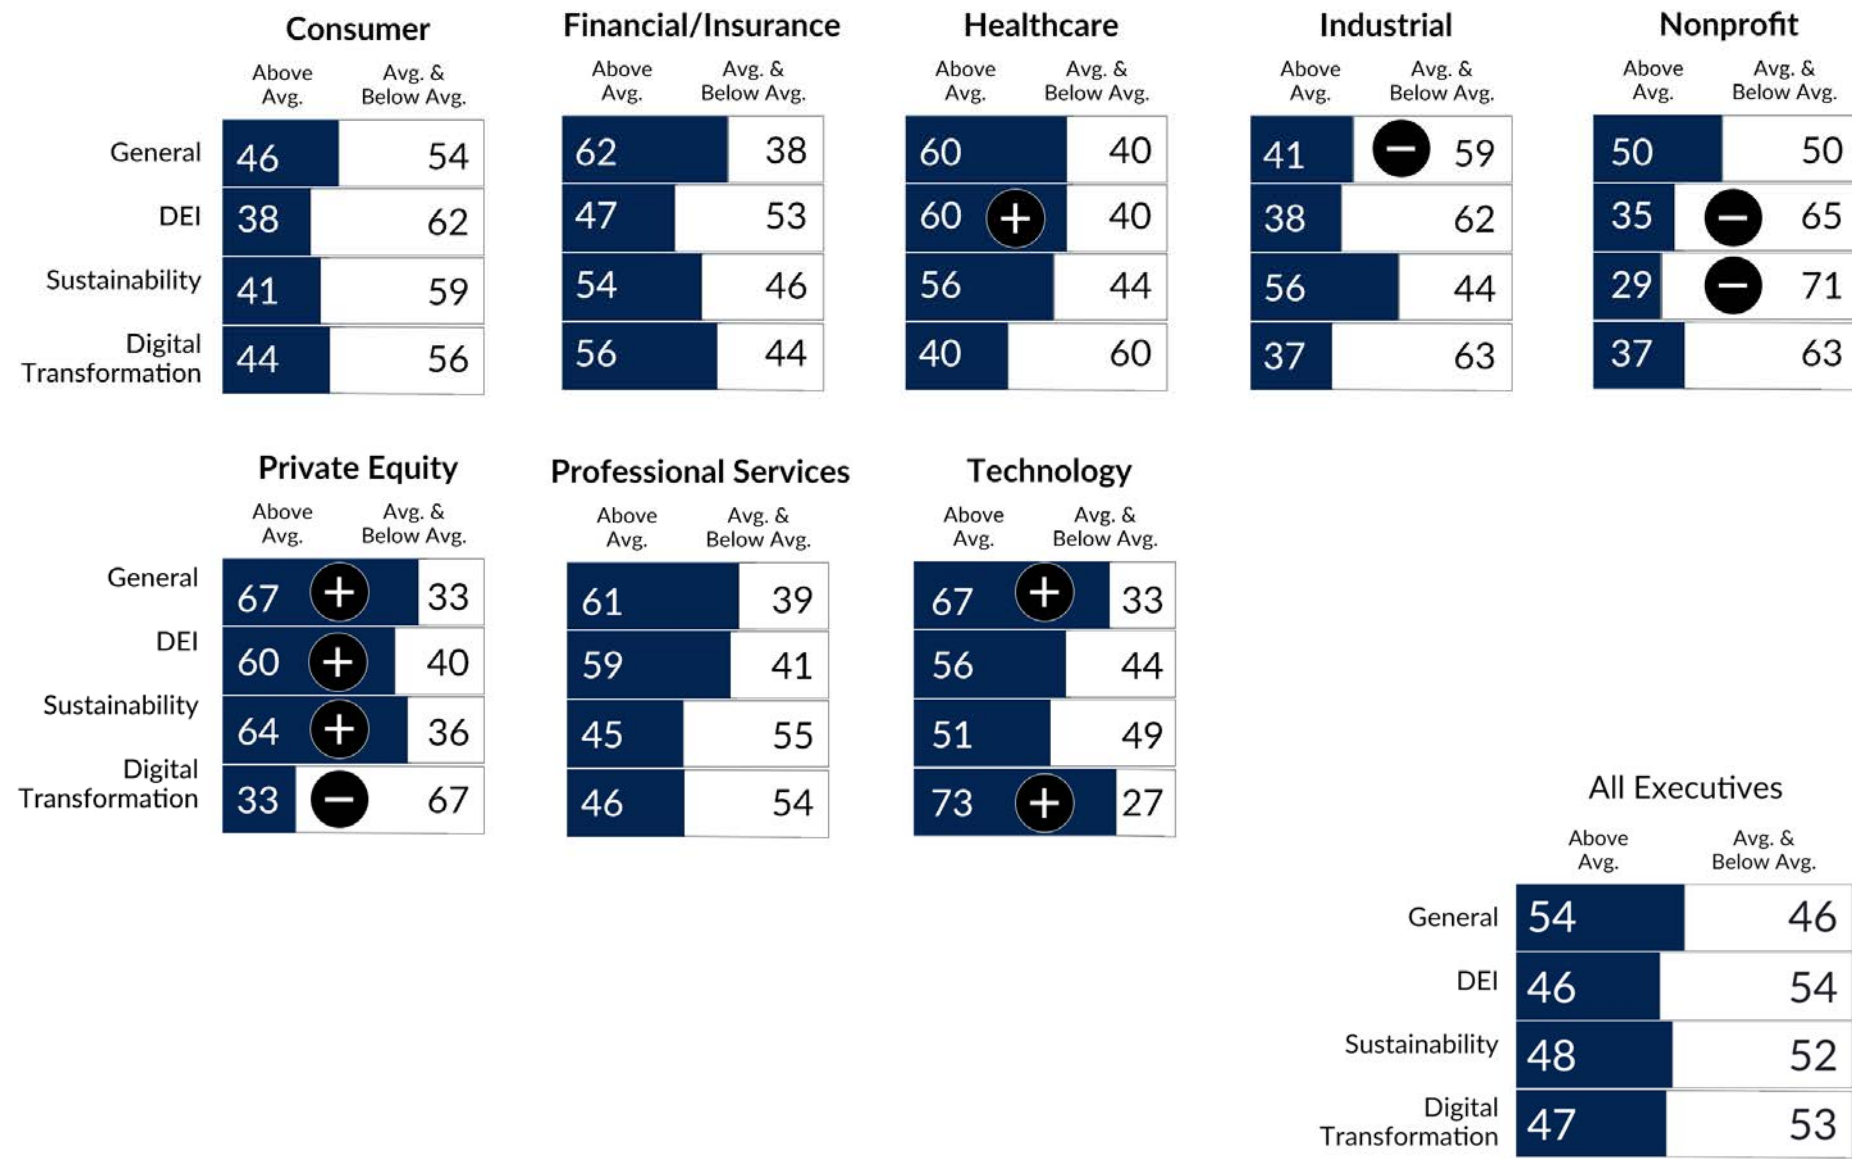 Consumer
Financial/Insurance
Healthcare
Industrial
Nonprofit
Above Avg. & Above Avg. & Above Avg. & Above Avg. & Above Avg. &
Avg. Below Avg. Avg. Below Avg. Avg. Below Avg. Avg. Below Avg. Avg. Below Avg.
General 46 54 62 38 60 40 41 − 59 50 50
DEI 38 62 47 53 60 + 40 38 62 35 − 65
Sustainability 41 59 54 46 56 44 56 44 29 − 71
Digital
Transformation 44 56 56 44 40 60 37 63 37 63
Private Equity
Professional Services
Technology
Above Avg. & Above Avg. & Above Avg. &
Avg. Below Avg. Avg. Below Avg. Avg. Below Avg.
General 67 + 33 61 39 67 + 33
DEI 60 + 40 59 41 56 44
Sustainability 64 + 36 45 55 51 49
Digital
Transformation 33 − 67 46 54 73 + 27
All Executives
Above Avg. &
Avg. Below Avg.
General 54 46
DEI 46 54
Sustainability 48 52
Digital
Transformation 47 53